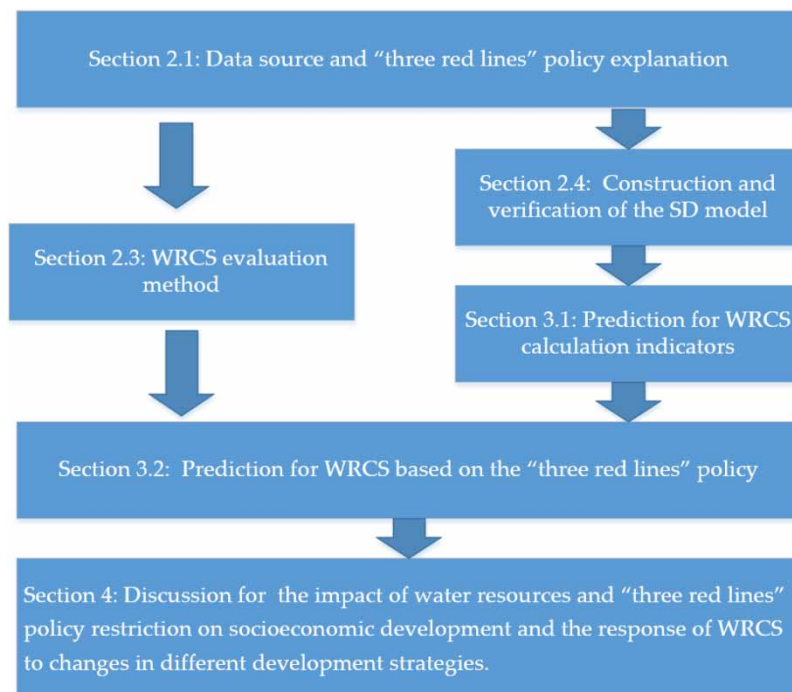 Section 2.1: Data source and “three red lines” policy explanation
Section 2.4: Construction and
verification of the SD model
Section 2.3: WRCS evaluation
method
Section 3.1: Prediction for WRCS
calculation indicators
Section 3.2: Prediction for WRCS based on the “three red lines” policy
Section 4: Discussion for the impact of water resources and “three red lines”
policy restriction on socioeconomic development and the response of WRCS
to changes in different development strategies.